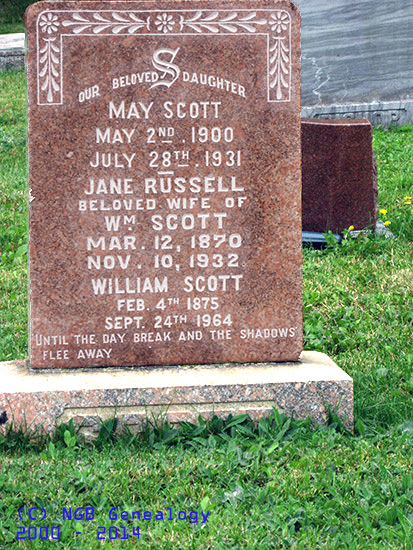 S
OUR BELOVED DAUGHTER
MAY SCOTT
MAY 2ND. 1900
JULY 28TH. 1931
JANE RUSSELL
BELOVED WIFE OF
WM. SCOTT
MAR. 12, 1870
NOV. 10, 1932.
WILLIAM SCOTT
FEB. 4TH 1875
SEPT. 24TH 1964
"UNTIL THE DAY BREAK AND THE SHADOWS"
FLEE AWAY
(C) NGB Genealogy
2000 - 2014